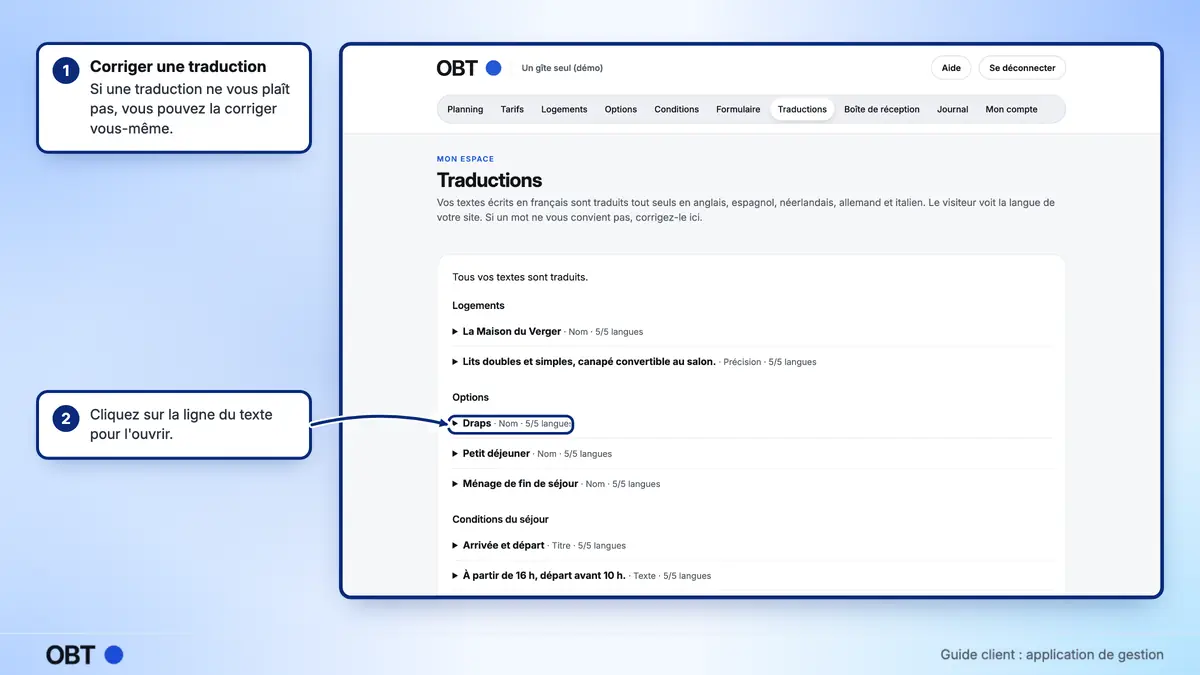 1
Corriger une traduction
Si une traduction ne vous plaît
pas, vous pouvez la corriger
vous-même.
2
Cliquez sur la ligne du texte
pour l'ouvrir.
OBT
Un gîte seul (démo)
Aide
Se déconnecter
Planning
Tarifs
Logements
Options
Conditions
Formulaire
Traductions
Boîte de réception
Journal
Mon compte
MON ESPACE
Traductions
Vos textes écrits en français sont traduits tout seuls en anglais, espagnol, néerlandais, allemand et italien. Le visiteur voit la langue de
votre site. Si un mot ne vous convient pas, corrigez-le ici.
Tous vos textes sont traduits.
Logements
La Maison du Verger · Nom · 5/5 langues
Lits doubles et simples, canapé convertible au salon. · Précision · 5/5 langues
Options
Draps · Nom · 5/5 langues
Petit déjeuner · Nom · 5/5 langues
Ménage de fin de séjour · Nom · 5/5 langues
Conditions du séjour
Arrivée et départ · Titre · 5/5 langues
À partir de 16 h, départ avant 10 h. · Texte · 5/5 langues
OBT
Guide client : application de gestion